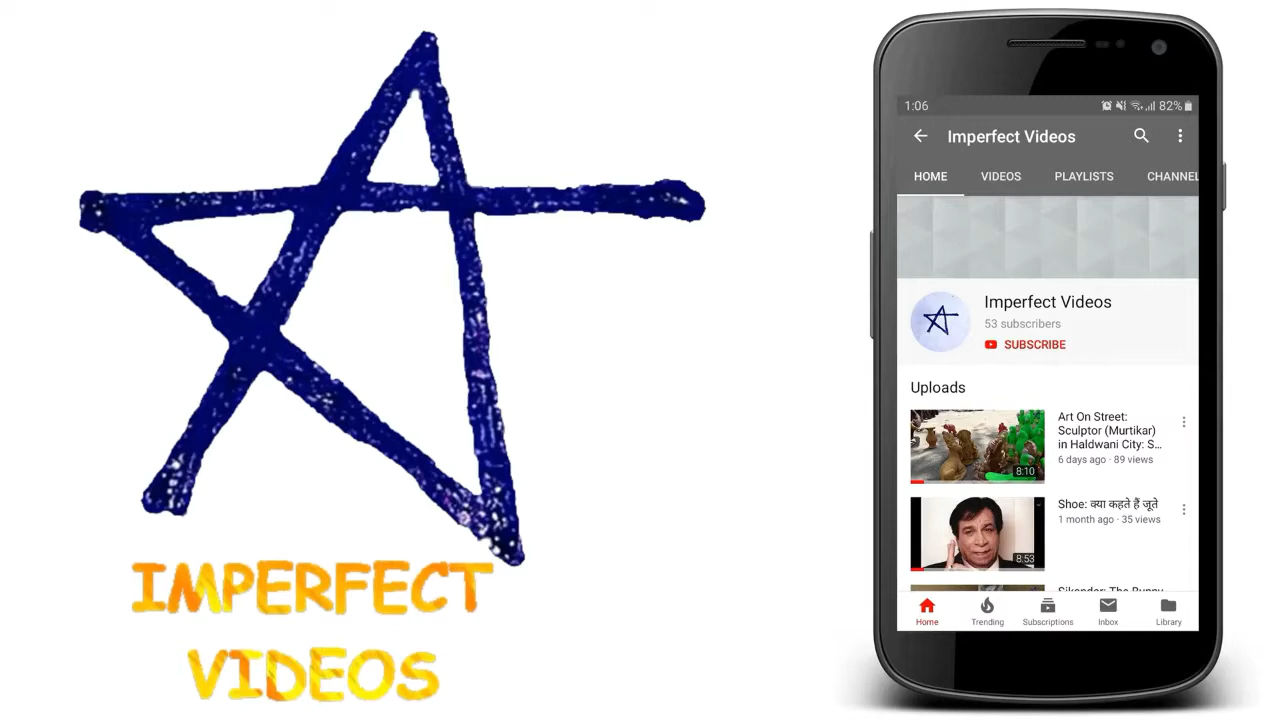 IMPERFECT
VIDEOS
1:06
82%
Imperfect Videos
HOME VIDEOS PLAYLISTS CHANNEL
Imperfect Videos
53 subscribers
SUBSCRIBE
Uploads
Art On Street:
Sculptor (Murtikar)
in Haldwani City: S...
6 days ago · 89 views
8:10
Shoe: क्या कहते हैं जूते
1 month ago · 35 views
8:53
Home Trending Subscriptions Inbox Library